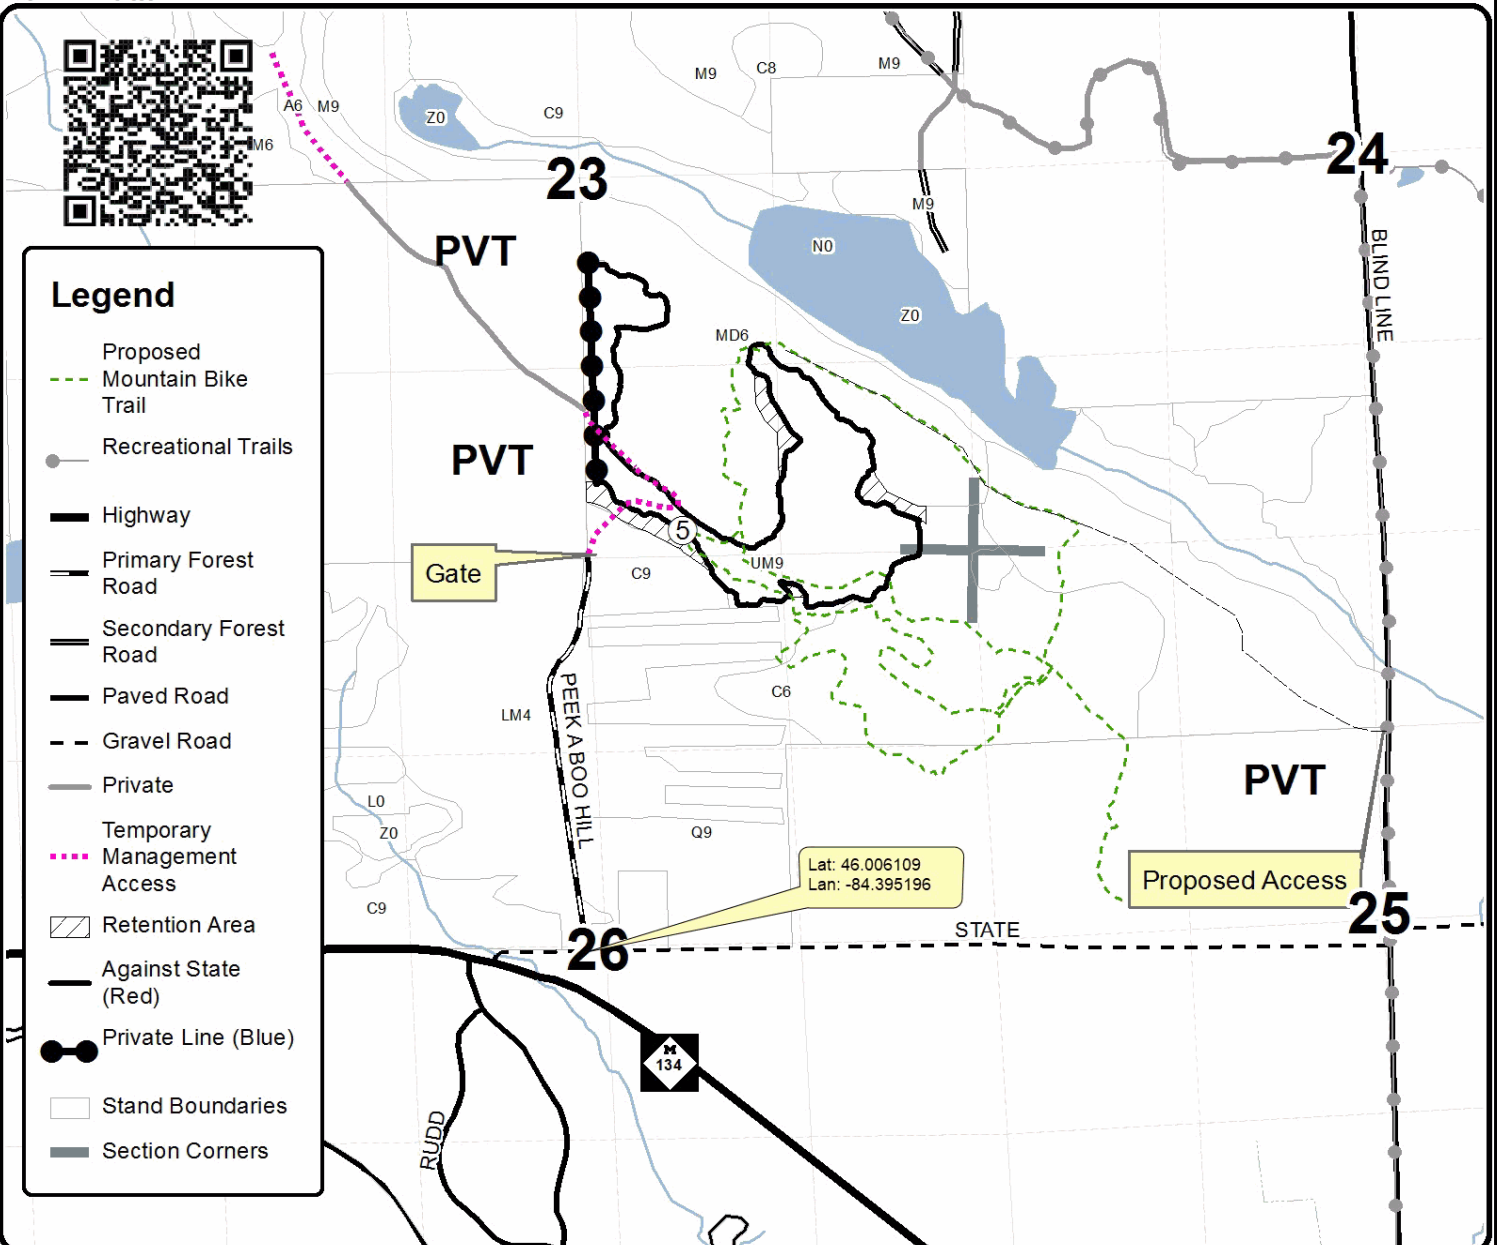 A6
M9
M6
Z0
C9
M9
C8
M9
23
24
M9
PVT
N0
Z0
BLIND LINE
MD6
PVT
5
UM9
Gate
C9
LM4
PEEK A BOO HILL
C6
L0
Z0
Q9
C9
PVT
Lat: 46.006109
Lan: -84.395196
Proposed Access
25
26
STATE
M
134
RUDD
Legend
Proposed
Mountain Bike
Trail
Recreational Trails
Highway
Primary Forest
Road
Secondary Forest
Road
Paved Road
Gravel Road
Private
Temporary
Management
Access
Retention Area
Against State
(Red)
Private Line (Blue)
Stand Boundaries
Section Corners